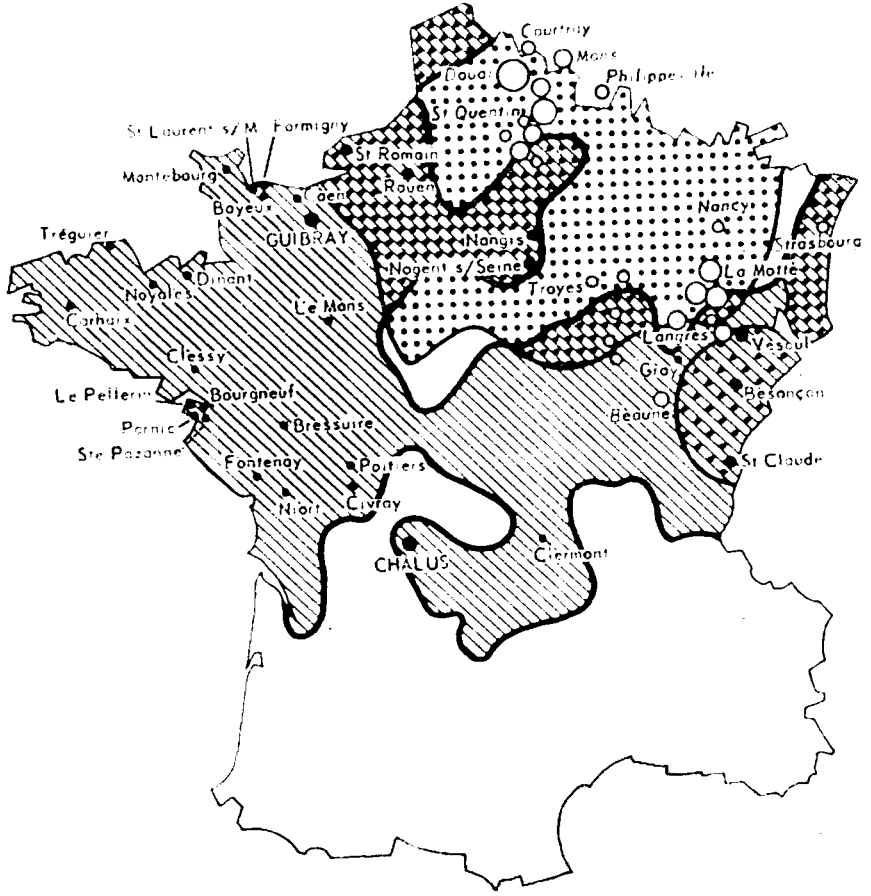 Courtray
Mons
Douai
Philippeville
St Quentin
St Laurent s/M.
Formigny
St Romain
Montebourg
Rouen
Caen
Bayeux
Nancy
GUIBRAY
Strasbourg
Tréguier
Nangis
Dinant
Nogent s/Seine
La Motte
Troyes
Noyales
Le Mans
Carhaix
Langres
Vesoul
Clessy
Gray
Besançon
Le Pellerin
Bourgneuf
Beaune
Pornic
Bressuire
Ste Pazanne
St Claude
Fontenay
Poitiers
Niort
Civray
Clermont
CHALUS